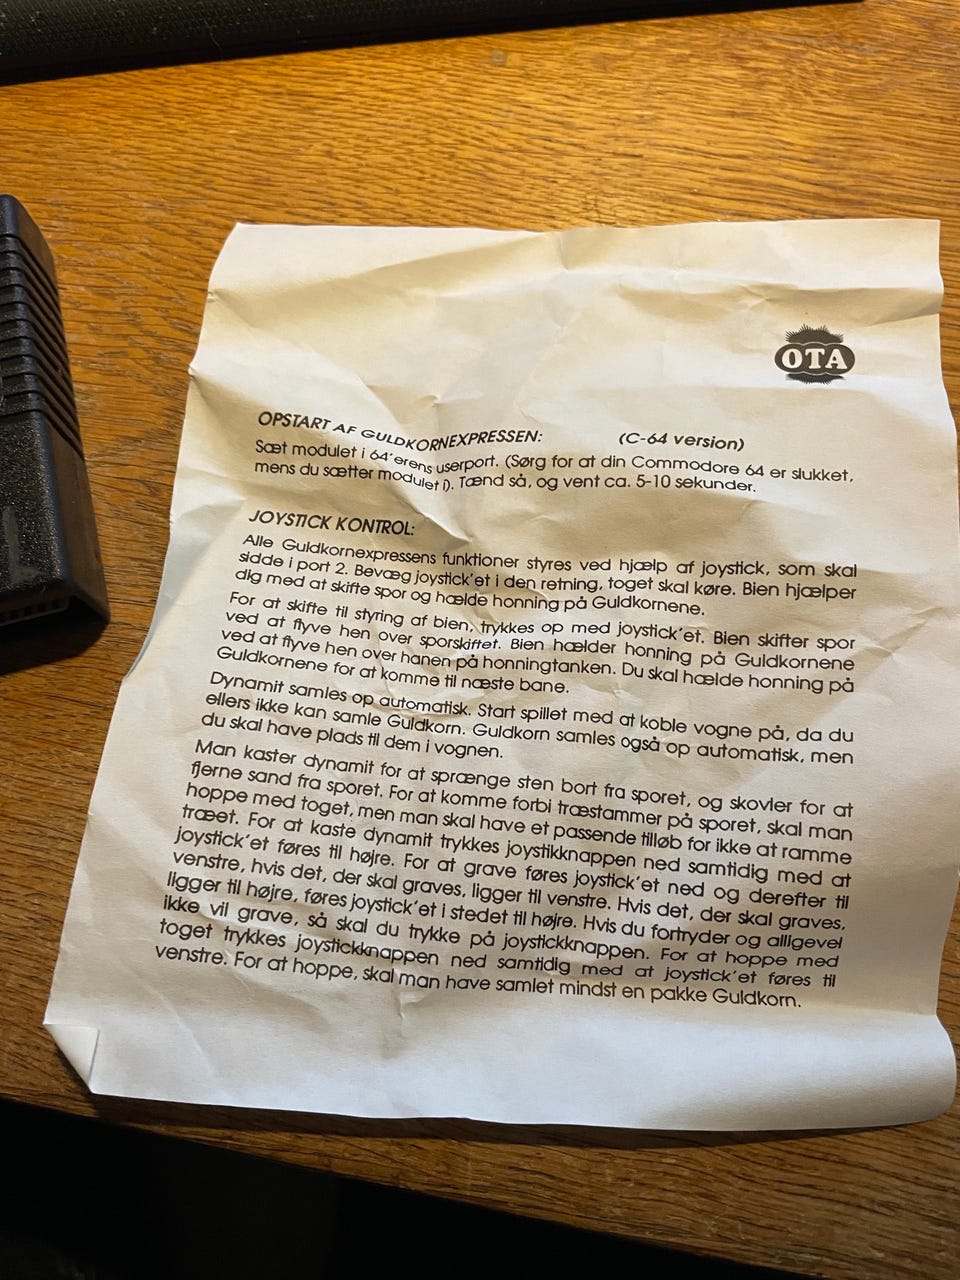 OTA
OPSTART AF GULDKORNEXPRESSEN: (C-64 version)
Sæt modulet i 64'erens userport. (Sørg for at din Commodore 64 er slukket,
mens du sætter modulet i). Tænd så, og vent ca. 5-10 sekunder.
JOYSTICK KONTROL:
Alle Guldkornexpressens funktioner styres ved hjælp af joystick, som skal
sidde i port 2. Bevæg joystick'et i den retning, toget skal køre. Bien hjælper
dig med at skifte spor og hælde honning på Guldkornene.
For at skifte til styring af bien, trykkes op med joystick'et. Bien skifter spor
ved at flyve hen over sporskiftet. Bien hælder honning på Guldkornene
ved at flyve hen over hanen på honningtanken. Du skal hælde honning på
Guldkornene for at komme til næste bane.
Dynamit samles op automatisk. Start spillet med at koble vogne på, da du
ellers ikke kan samle Guldkorn. Guldkorn samles også op automatisk, men
du skal have plads til dem i vognen.
Man kaster dynamit for at sprænge sten bort fra sporet, og skovler for at
fjerne sand fra sporet. For at komme forbi træstammer på sporet, skal man
hoppe med toget, men man skal have et passende tilløb for ikke at ramme
træet. For at kaste dynamit trykkes joystikknappen ned samtidig med at
joystick'et føres til højre. For at grave føres joystick'et ned og derefter til
venstre, hvis det, der skal graves, ligger til venstre. Hvis det, der skal graves,
ligger til højre, føres joystick'et i stedet til højre. Hvis du fortryder og alligevel
ikke vil grave, så skal du trykke på joystickknappen. For at hoppe med
toget trykkes joystickknappen ned samtidig med at joystick'et føres til
venstre. For at hoppe, skal man have samlet mindst en pakke Guldkorn.